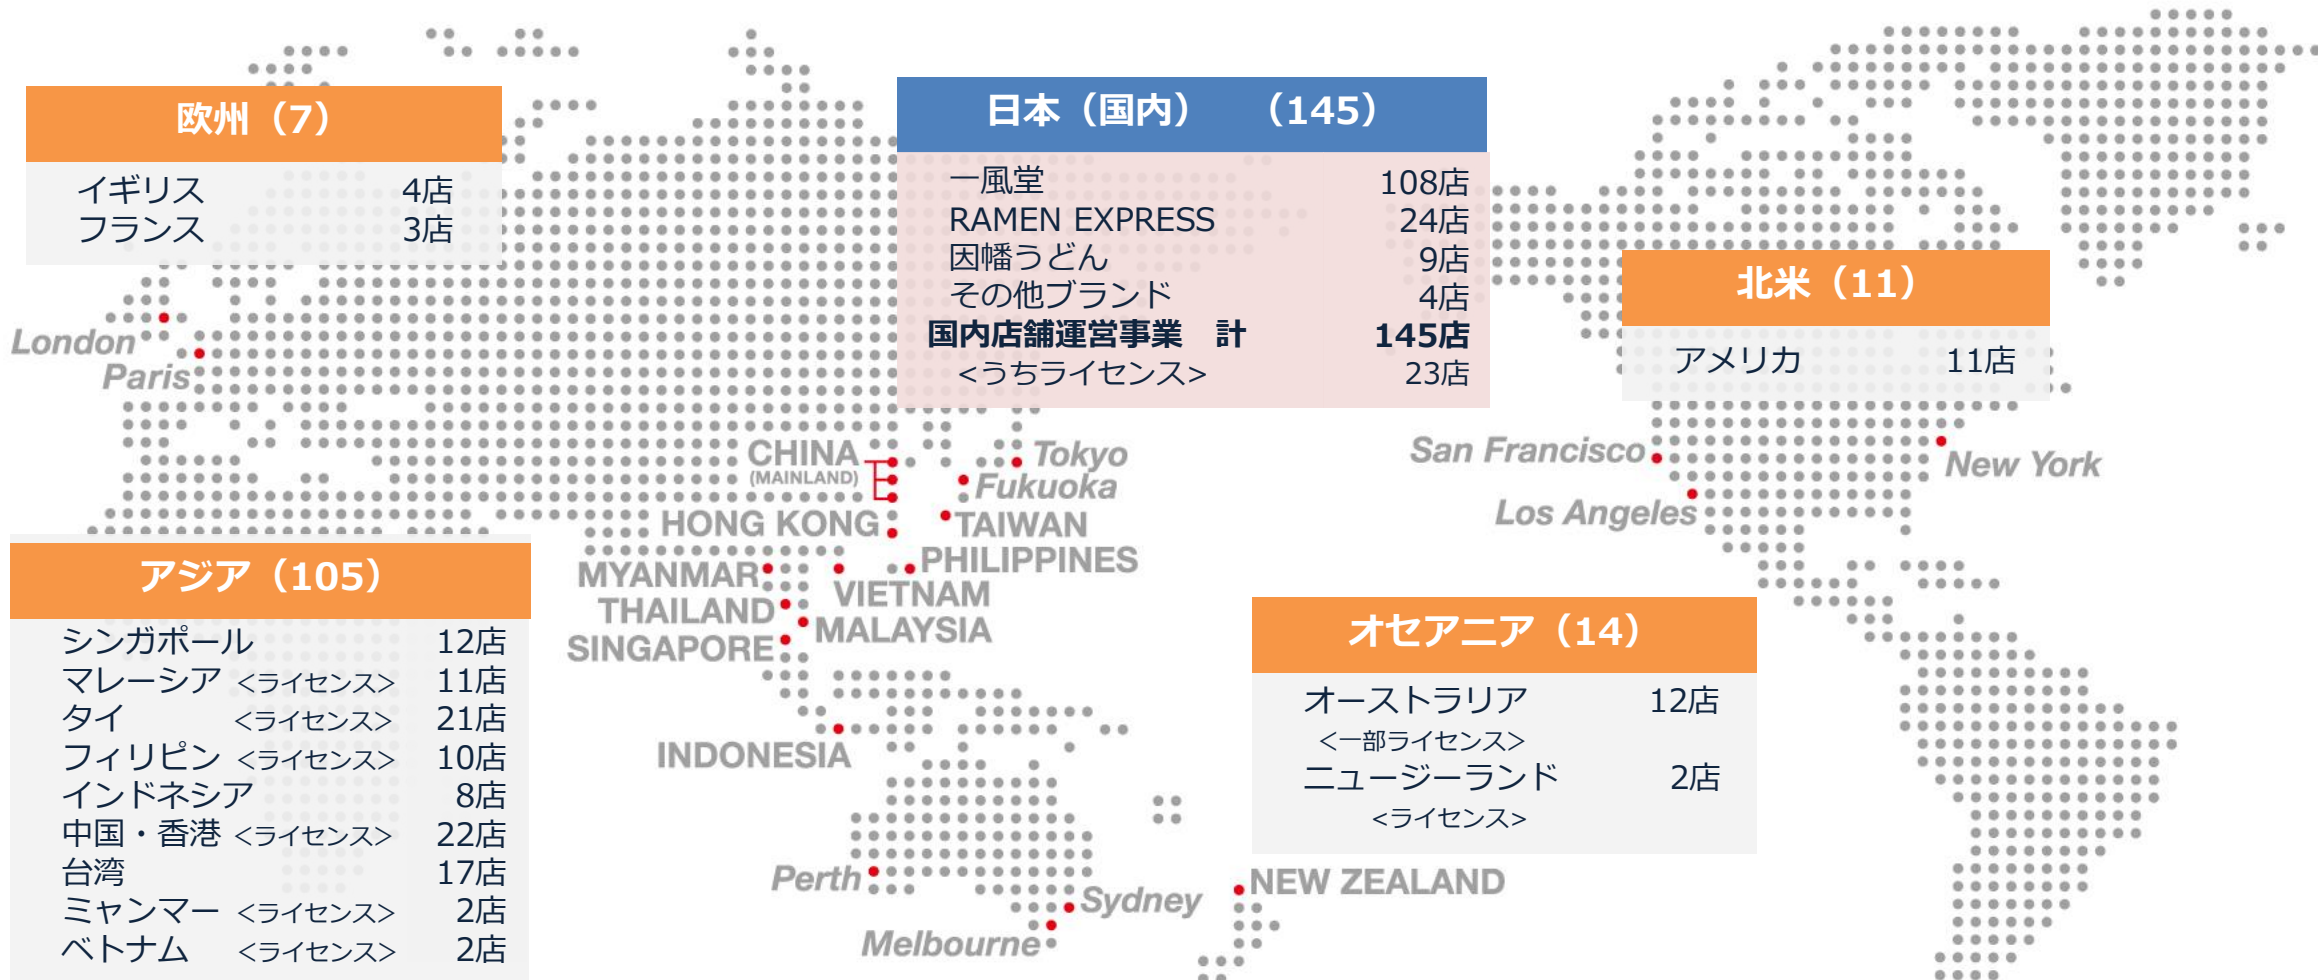 欧州（7）
イギリス 4店
フランス 3店
日本（国内） （145）
一風堂 108店
RAMEN EXPRESS 24店
因幡うどん 9店
その他ブランド 4店
国内店舗運営事業 計 145店
<うちライセンス> 23店
北米（11）
アメリカ 11店
London
Paris
CHINA
(MAINLAND)
Tokyo
Fukuoka
HONG KONG
TAIWAN
PHILIPPINES
MYANMAR
VIETNAM
THAILAND
MALAYSIA
SINGAPORE
INDONESIA
San Francisco
New York
Los Angeles
アジア（105）
シンガポール 12店
マレーシア <ライセンス> 11店
タイ <ライセンス> 21店
フィリピン <ライセンス> 10店
インドネシア 8店
中国・香港 <ライセンス> 22店
台湾 17店
ミャンマー <ライセンス> 2店
ベトナム <ライセンス> 2店
オセアニア（14）
オーストラリア 12店
<一部ライセンス>
ニュージーランド 2店
<ライセンス>
Perth
Sydney
Melbourne
NEW ZEALAND